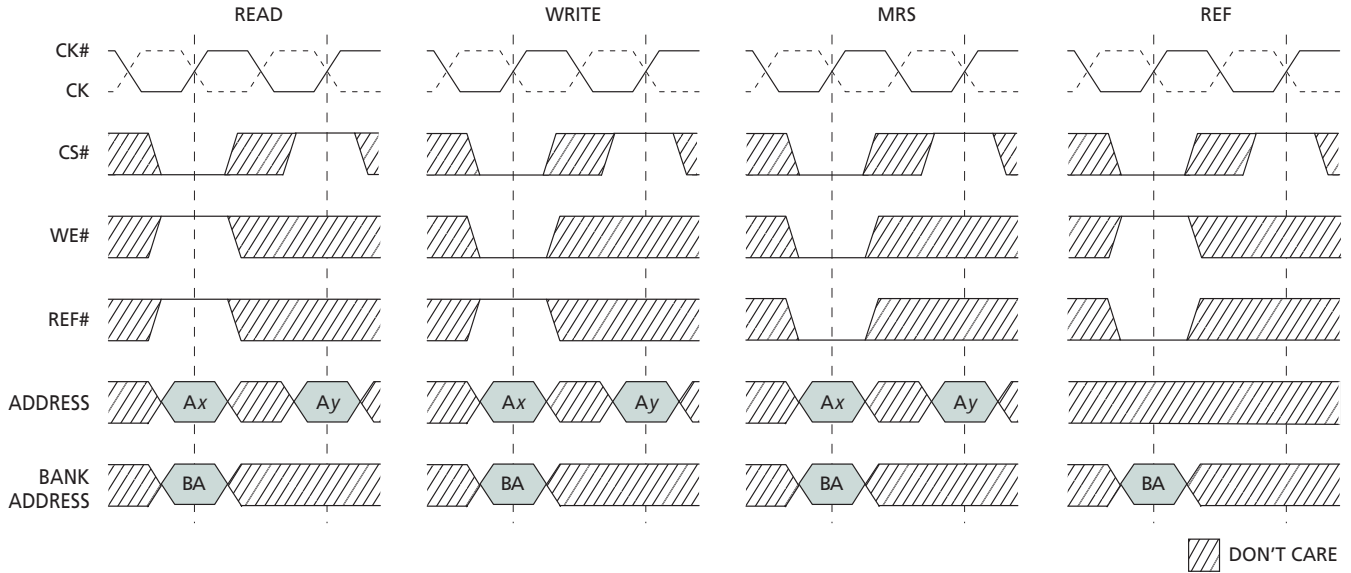 READ WRITE MRS REF
CK#
CK
CS#
WE#
REF#
ADDRESS Ax Ay Ax Ay Ax Ay
BANK
ADDRESS BA BA BA BA
DON'T CARE